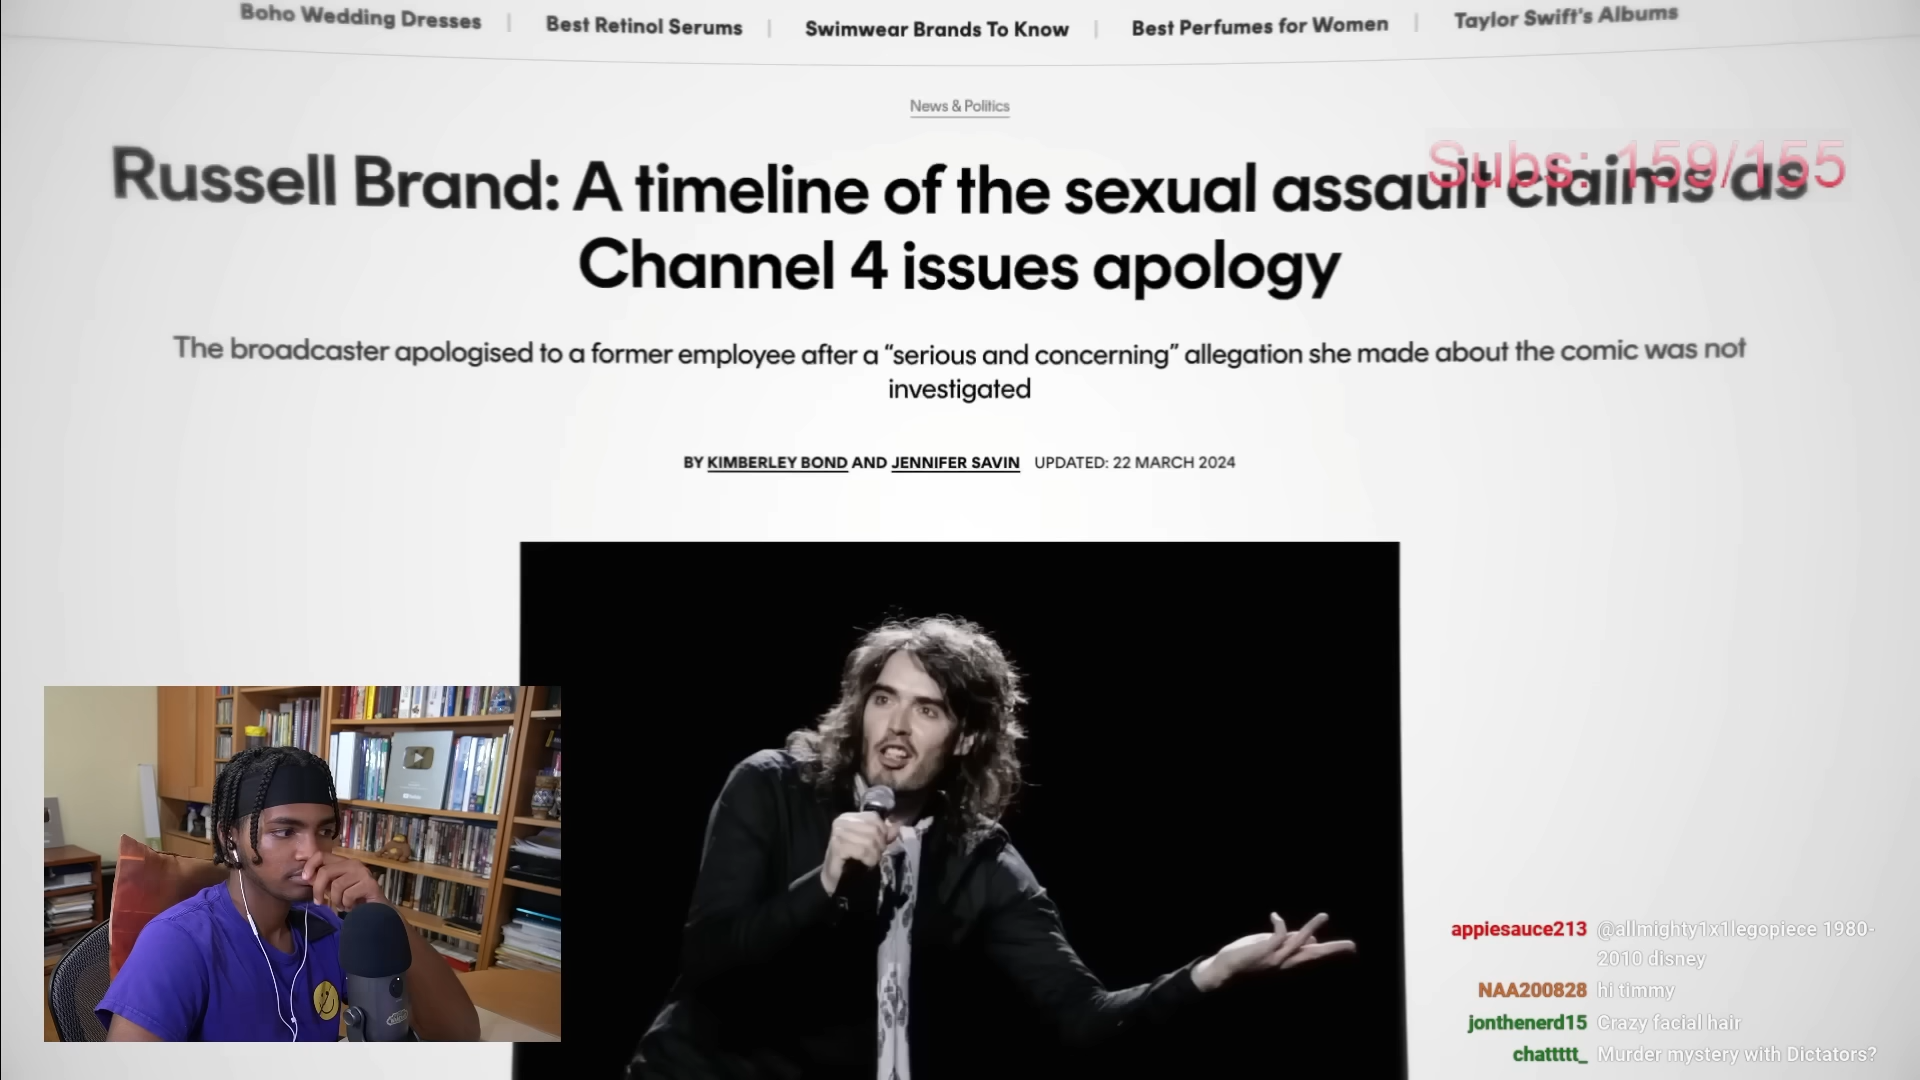 Boho Wedding Dresses
Best Retinol Serums
Swimwear Brands To Know
Best Perfumes for Women
Taylor Swift's Albums
News & Politics
Subs: 159/155
Russell Brand: A timeline of the sexual assault claims as
Channel 4 issues apology
The broadcaster apologised to a former employee after a “serious and concerning” allegation she made about the comic was not
investigated
BY KIMBERLEY BOND AND JENNIFER SAVIN UPDATED: 22 MARCH 2024
appiesauce213 @allmighty1x1legopiece 1980-
2010 disney
NAA200828 hi timmy
jonthenerd15 Crazy facial hair
chattttt_ Murder mystery with Dictators?